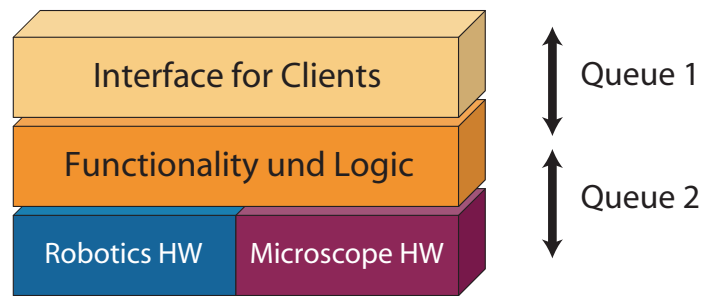 Interface for Clients
Queue 1
Functionality und Logic
Queue 2
Robotics HW
Microscope HW